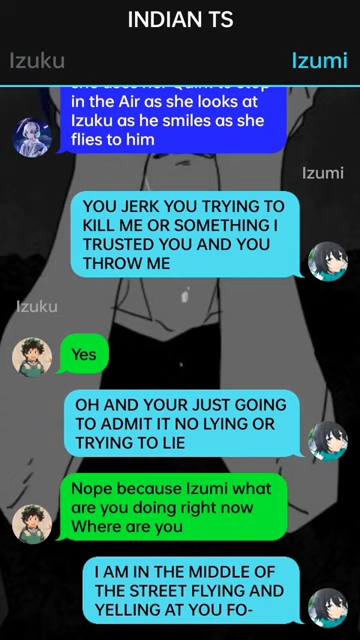 INDIAN TS
Izuku
Izumi
in the Air as she looks at
Izuku as he smiles as she
flies to him
Izumi
YOU JERK YOU TRYING TO
KILL ME OR SOMETHING I
TRUSTED YOU AND YOU
THROW ME
Izuku
Yes
OH AND YOUR JUST GOING
TO ADMIT IT NO LYING OR
TRYING TO LIE
Nope because Izumi what
are you doing right now
Where are you
I AM IN THE MIDDLE OF
THE STREET FLYING AND
YELLING AT YOU FO-